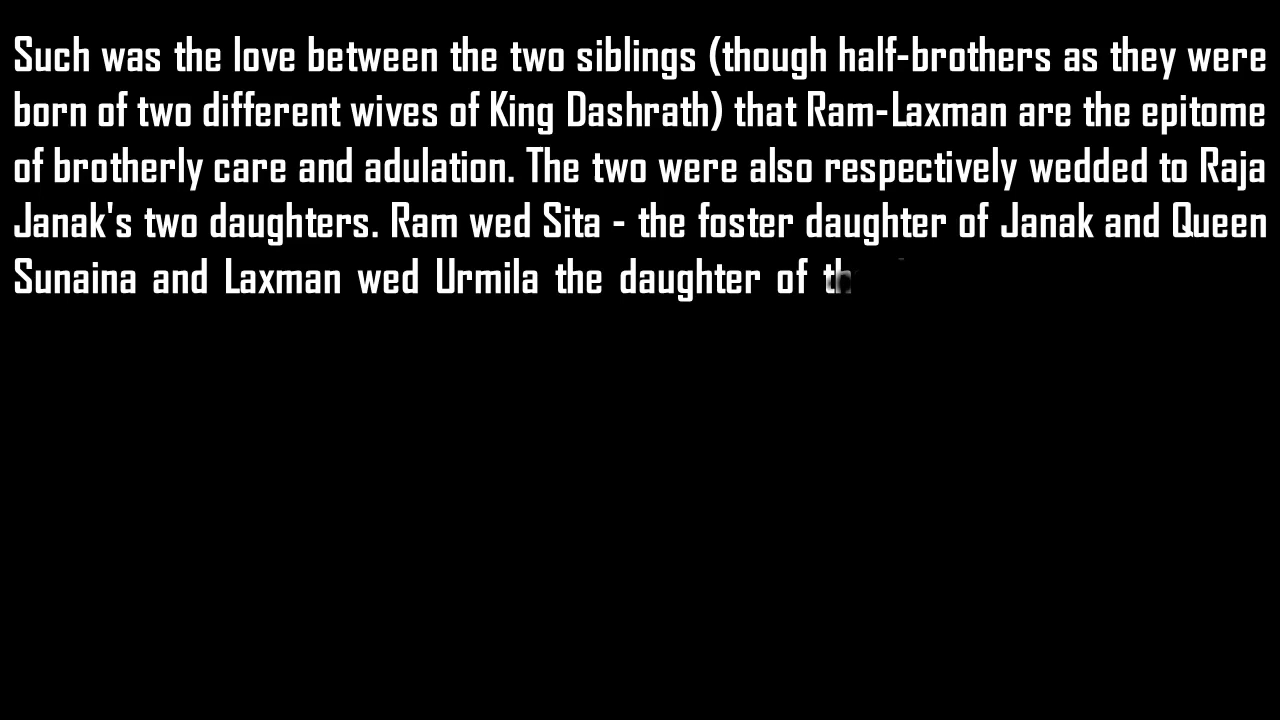 Such was the love between the two siblings (though half-brothers as they were
born of two different wives of King Dashrath) that Ram-Laxman are the epitome
of brotherly care and adulation. The two were also respectively wedded to Raja
Janak's two daughters. Ram wed Sita - the foster daughter of Janak and Queen
Sunaina and Laxman wed Urmila the daughter of